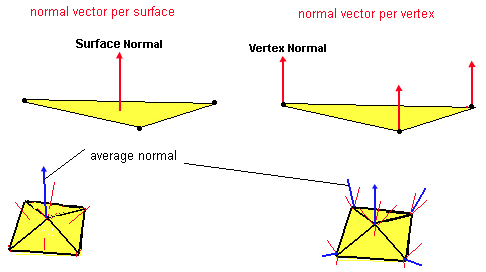 normal vector per surface
normal vector per vertex
Surface Normal
Vertex Normal
average normal